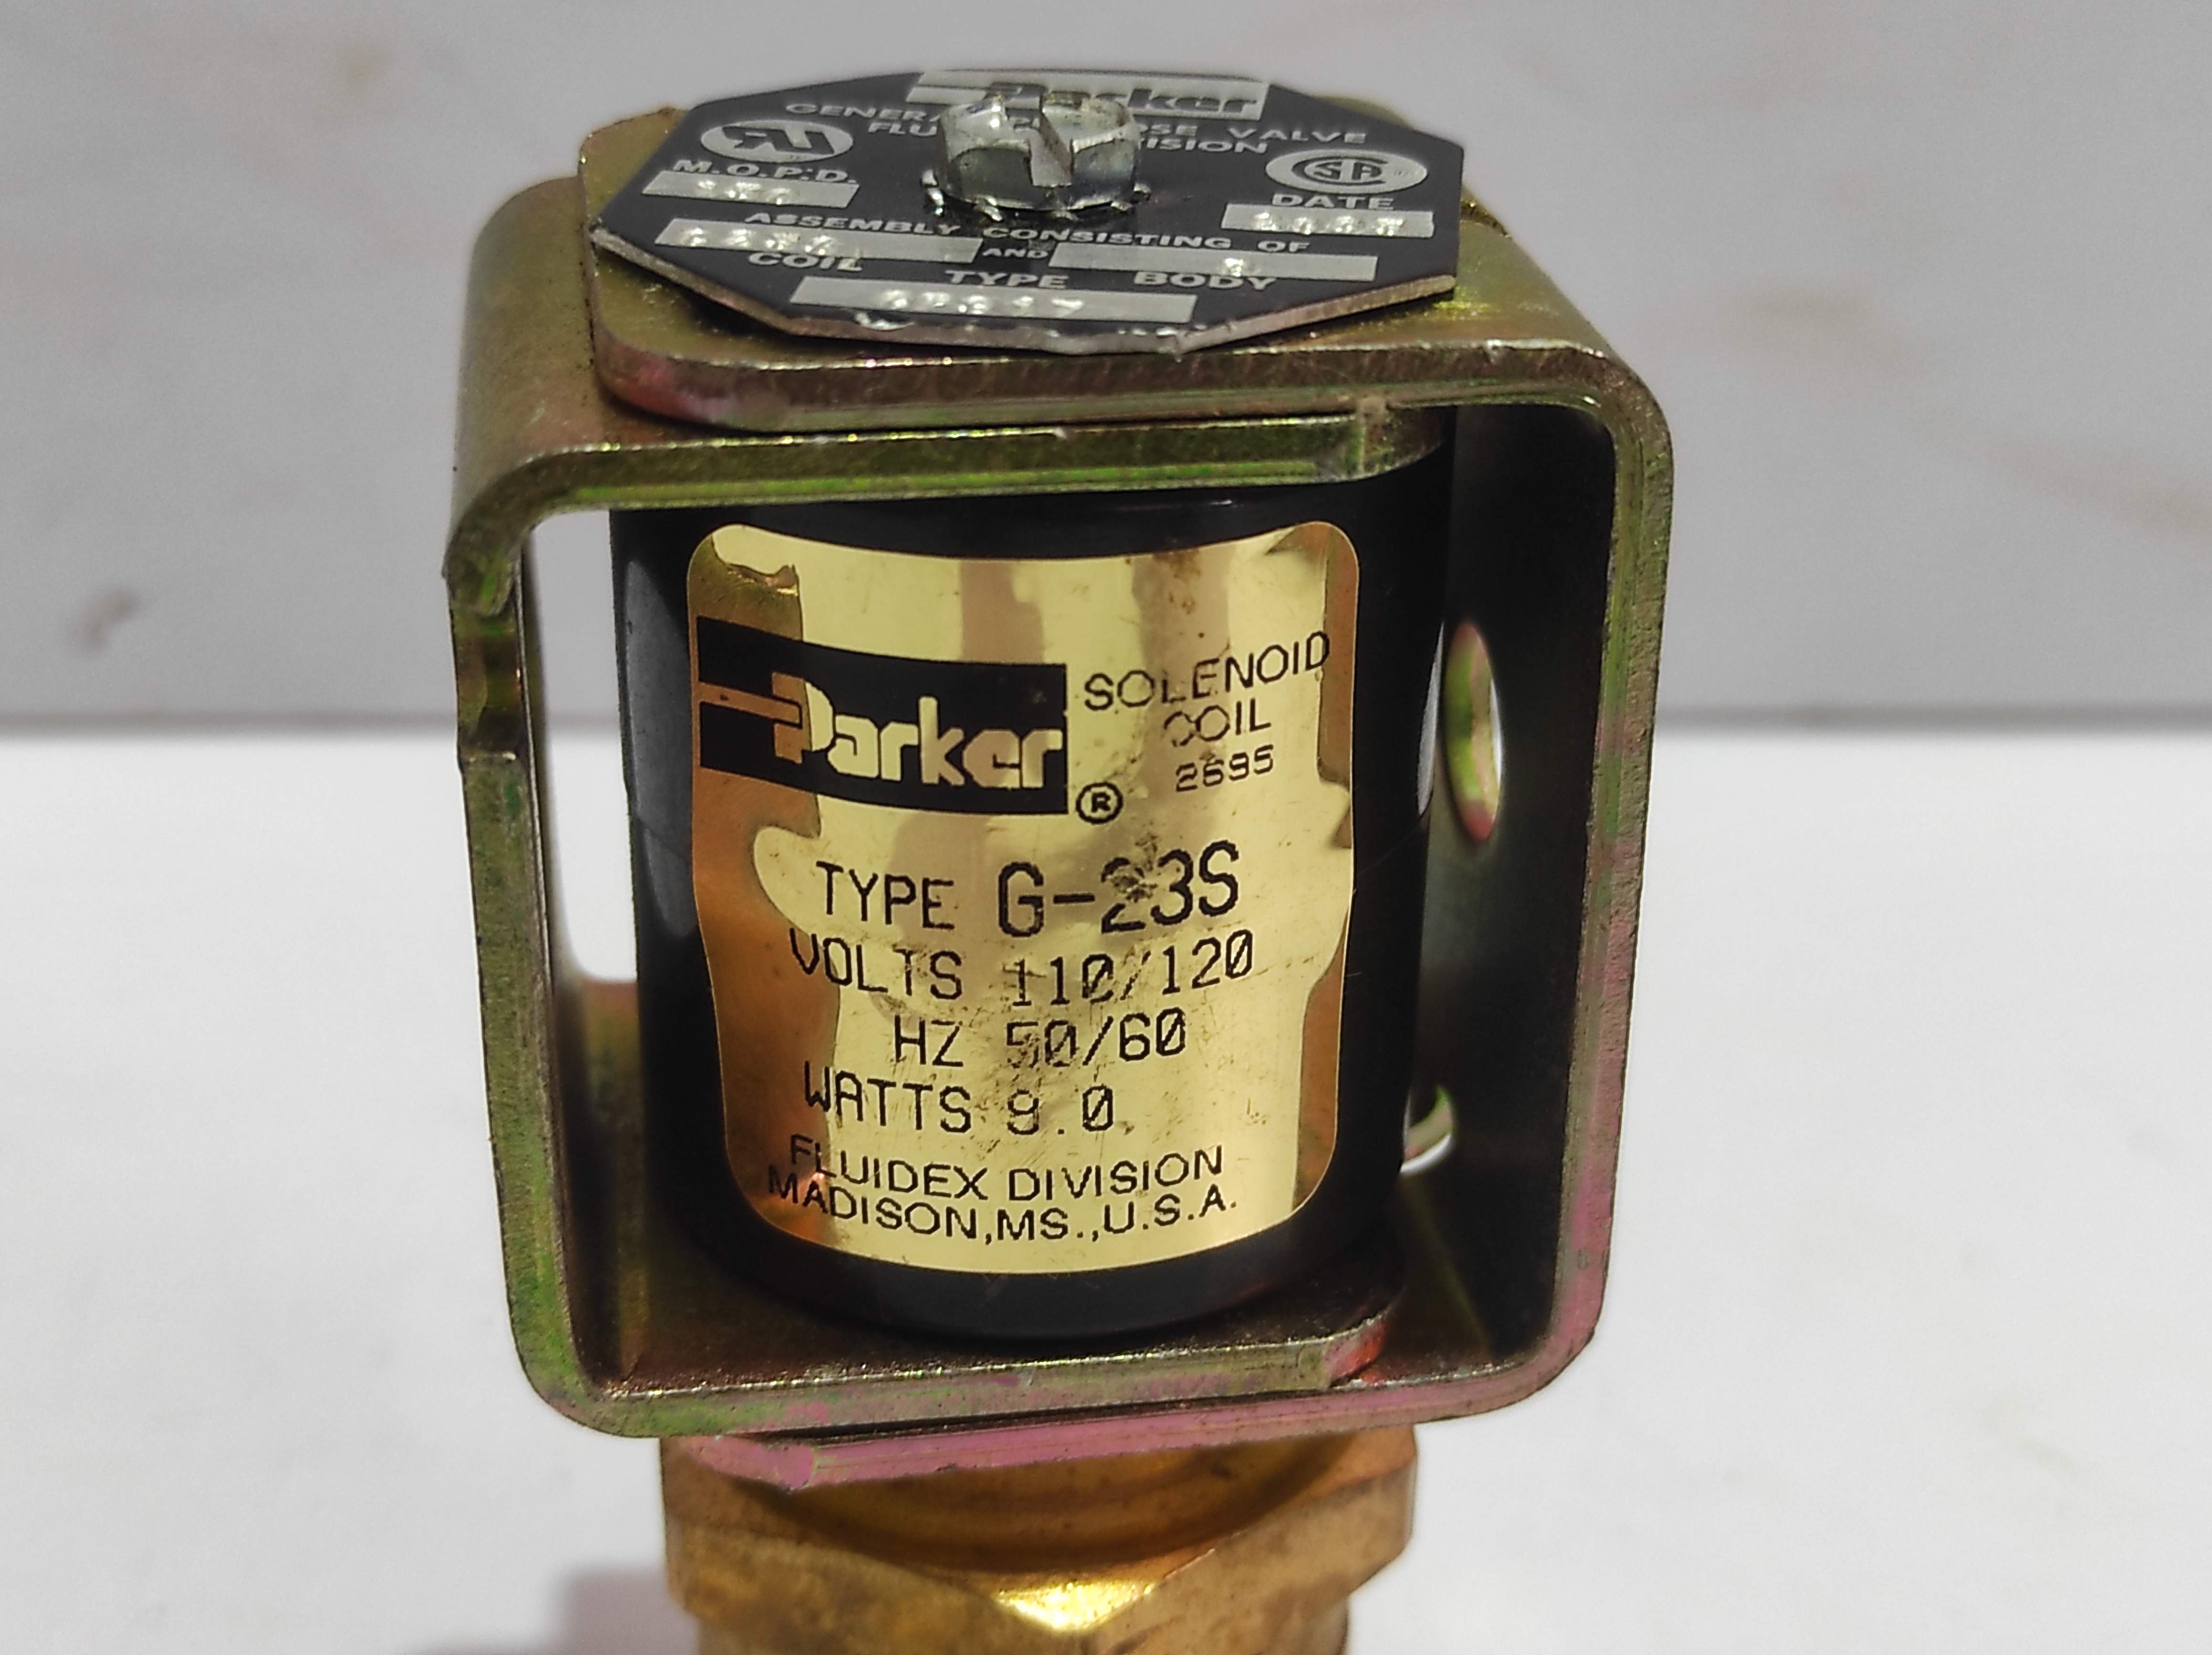 Parker
VALVE
M.O.P.D.
DATE
ASSEMBLY CONSISTING OF
AND
COIL TYPE BODY
Parker ®
SOLENOID
COIL
2695
TYPE G-23S
VOLTS 110/120
HZ 50/60
WATTS 9.0
FLUIDEX DIVISION
MADISON,MS.,U.S.A.